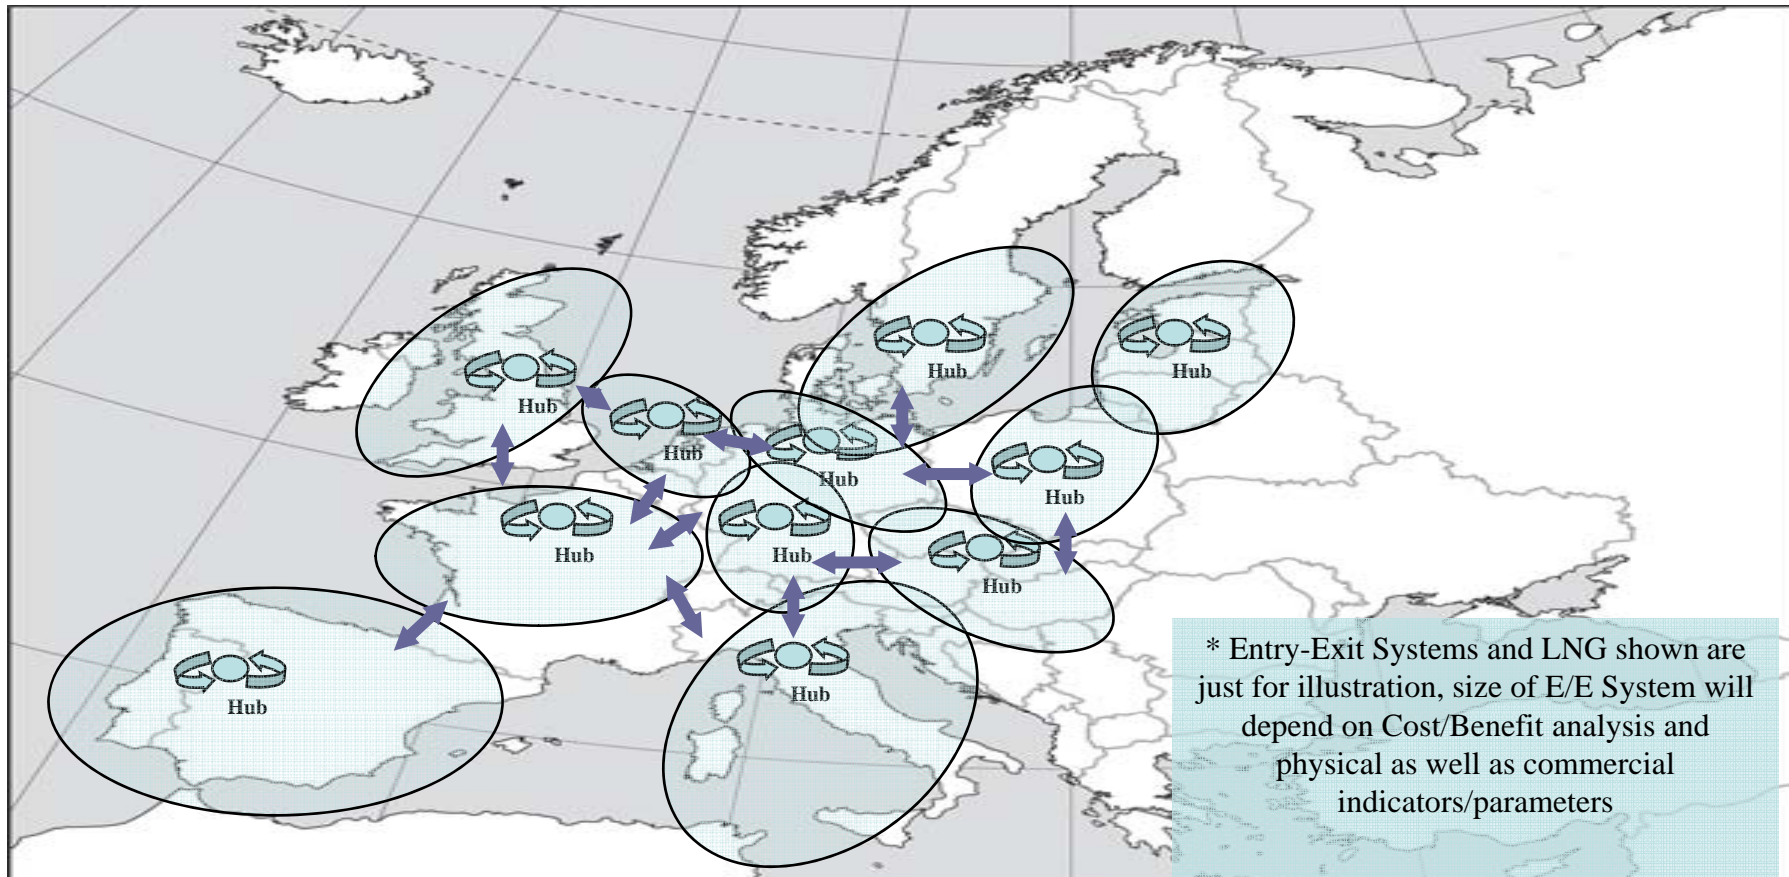 Hub
Hub
Hub
Hub
Hub
Hub
Hub
Hub
Hub
Hub
Hub
* Entry-Exit Systems and LNG shown are
just for illustration, size of E/E System will
depend on Cost/Benefit analysis and
physical as well as commercial
indicators/parameters